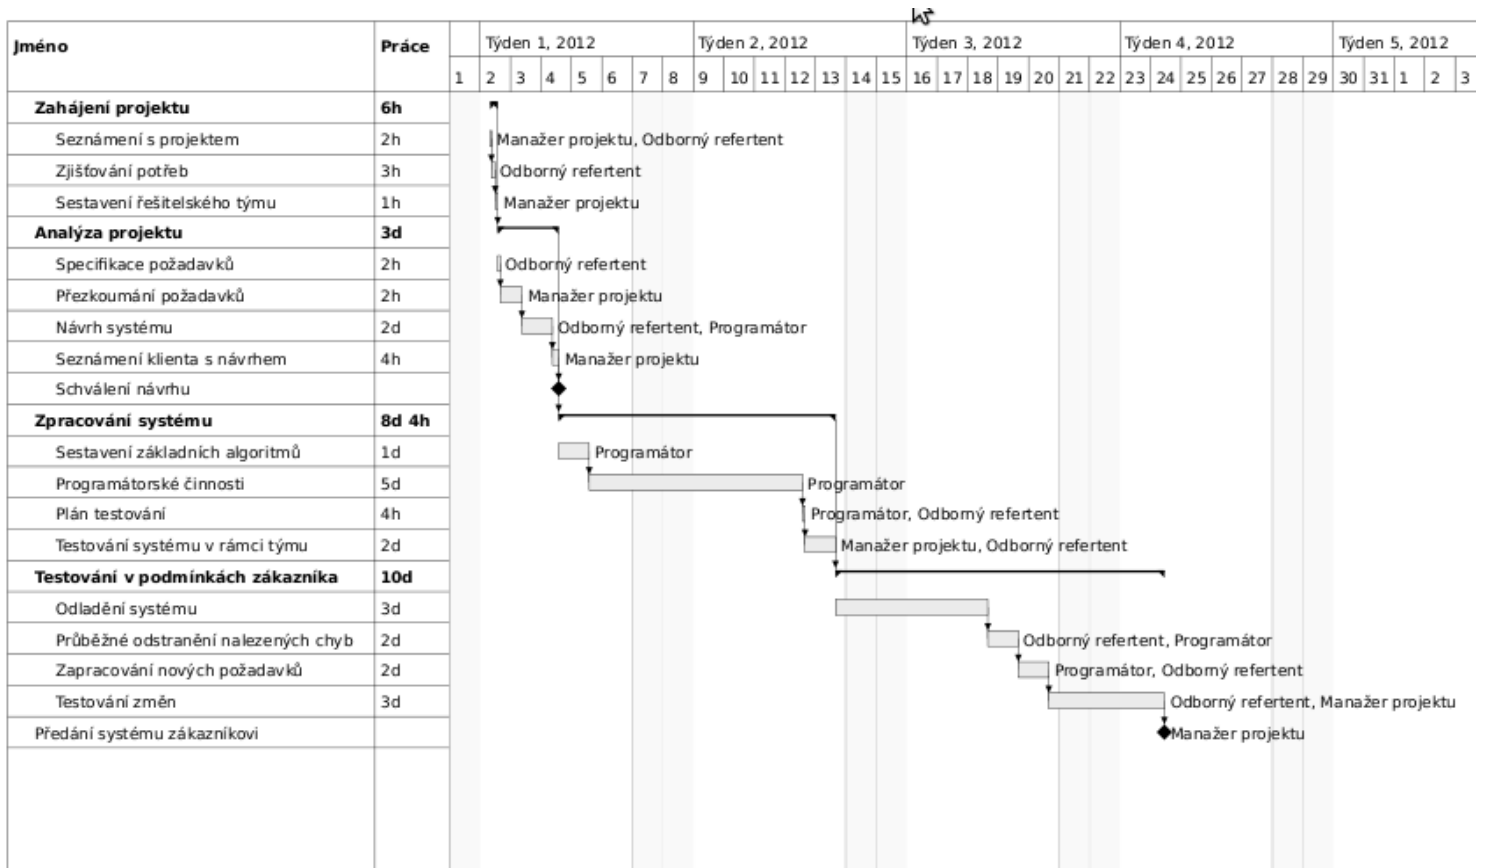 Jméno Práce Týden 1, 2012 Týden 2, 2012 Týden 3, 2012 Týden 4, 2012 Týden 5, 2012
1 2 3 4 5 6 7 8 9 10 11 12 13 14 15 16 17 18 19 20 21 22 23 24 25 26 27 28 29 30 31 1 2 3
Zahájení projektu 6h
Seznámení s projektem 2h Manažer projektu, Odborný refertent
Zjišťování potřeb 3h Odborný refertent
Sestavení řešitelského týmu 1h Manažer projektu
Analýza projektu 3d
Specifikace požadavků 2h Odborný refertent
Přezkoumání požadavků 2h Manažer projektu
Návrh systému 2d Odborný refertent, Programátor
Seznámení klienta s návrhem 4h Manažer projektu
Schválení návrhu
Zpracování systému 8d 4h
Sestavení základních algoritmů 1d Programátor
Programátorské činnosti 5d Programátor
Plán testování 4h Programátor, Odborný refertent
Testování systému v rámci týmu 2d Manažer projektu, Odborný refertent
Testování v podmínkách zákazníka 10d
Odladění systému 3d
Průběžné odstranění nalezených chyb 2d Odborný refertent, Programátor
Zapracování nových požadavků 2d Programátor, Odborný refertent
Testování změn 3d Odborný refertent, Manažer projektu
Předání systému zákazníkovi Manažer projektu